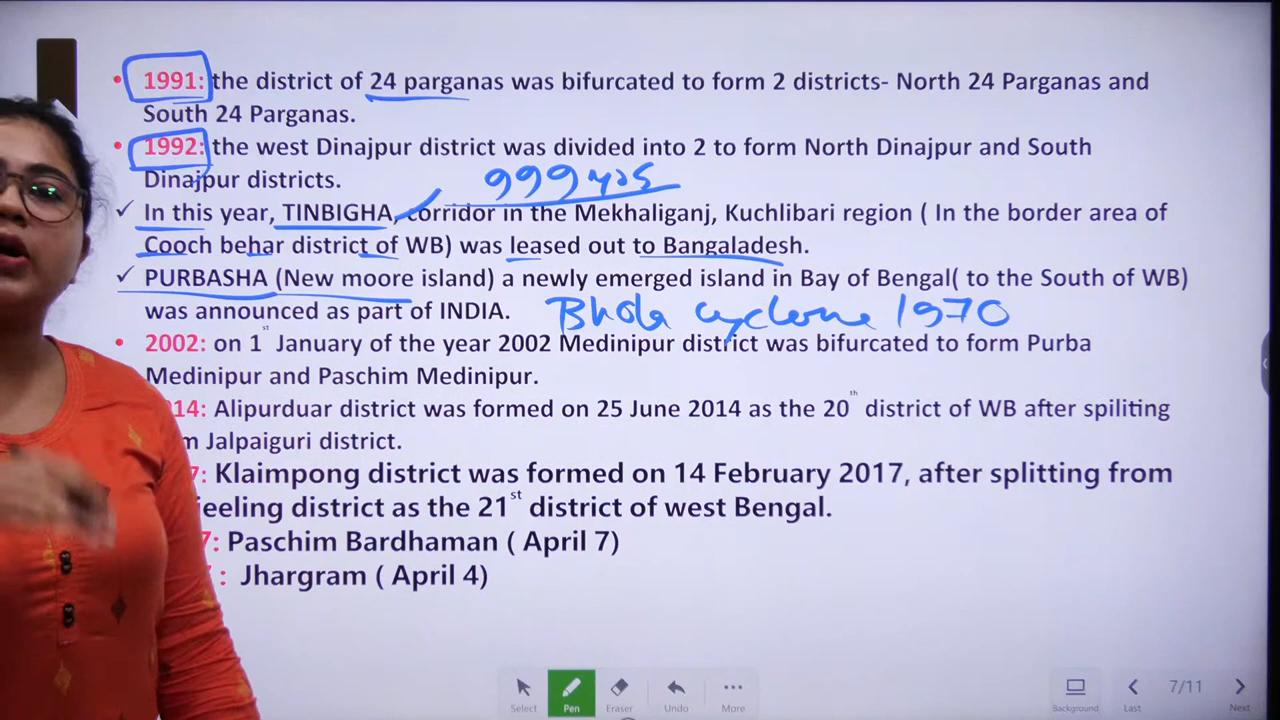 • 1991: the district of 24 parganas was bifurcated to form 2 districts- North 24 Parganas and
South 24 Parganas.
• 1992: the west Dinajpur district was divided into 2 to form North Dinajpur and South
Dinajpur districts.
999 yrs
✓ In this year, TINBIGHA, corridor in the Mekhaliganj, Kuchlibari region ( In the border area of
Cooch behar district of WB) was leased out to Bangaladesh.
✓ PURBASHA (New moore island) a newly emerged island in Bay of Bengal( to the South of WB)
was announced as part of INDIA.
Bhola cyclone 1970
• 2002: on 1st January of the year 2002 Medinipur district was bifurcated to form Purba
Medinipur and Paschim Medinipur.
14: Alipurduar district was formed on 25 June 2014 as the 20th district of WB after spiliting
m Jalpaiguri district.
7: Klaimpong district was formed on 14 February 2017, after splitting from
jeeling district as the 21st district of west Bengal.
7: Paschim Bardhaman ( April 7)
: Jhargram ( April 4)
Select Pen Eraser Undo More Background Last 7/11 Next